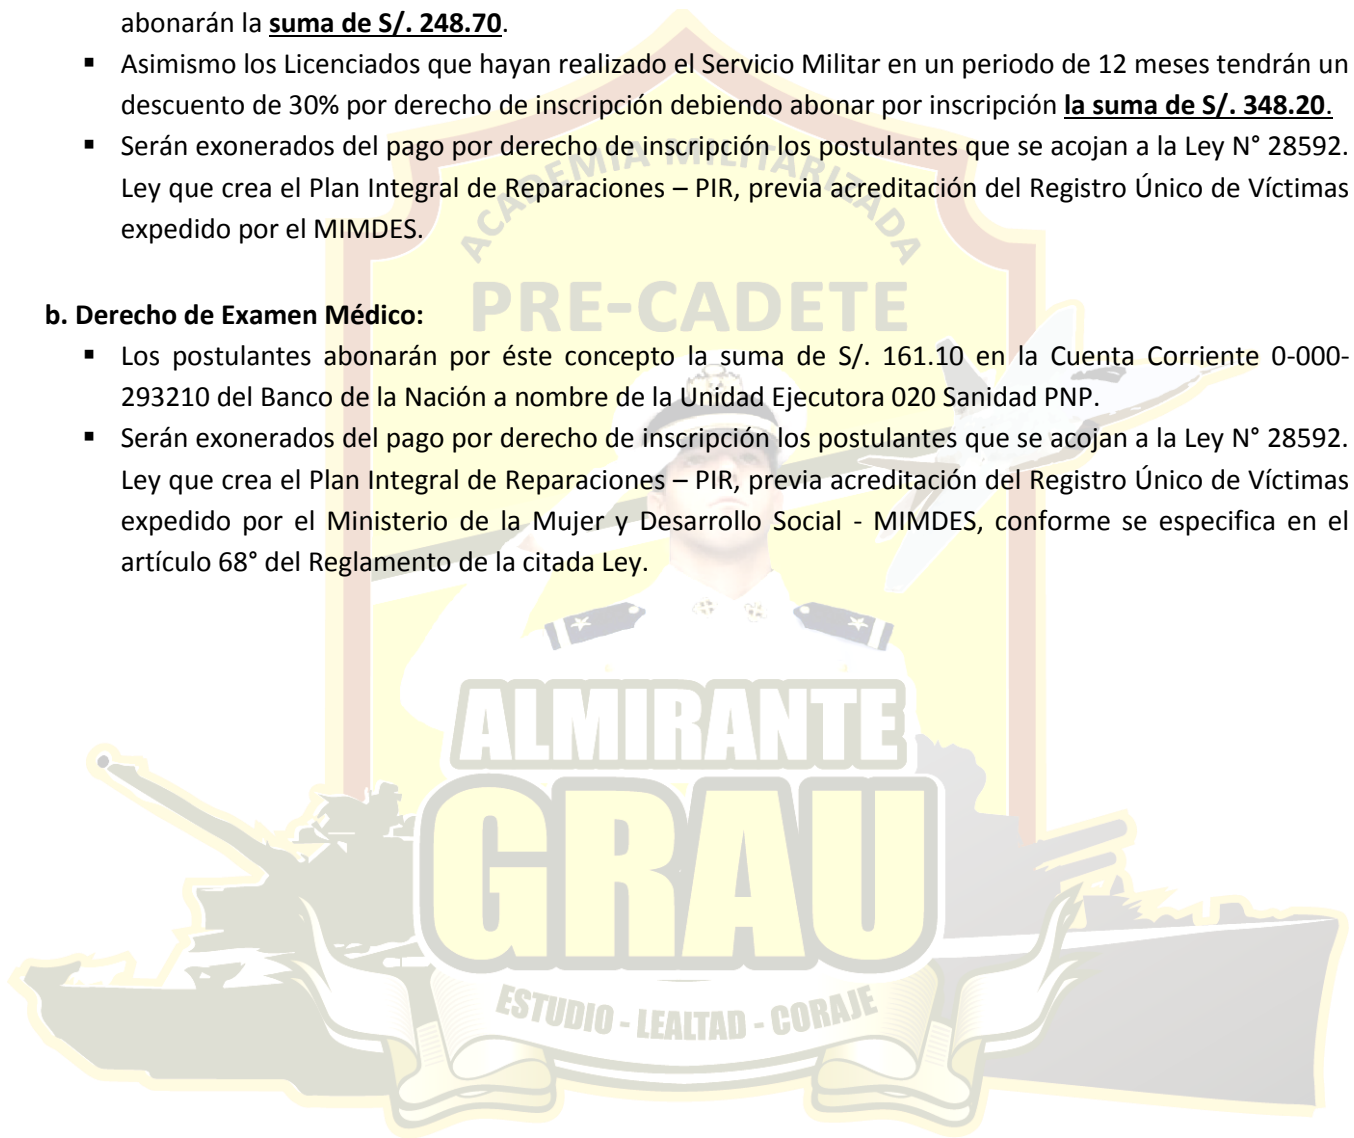 abonarán la suma de S/. 248.70.
▪ Asimismo los Licenciados que hayan realizado el Servicio Militar en un periodo de 12 meses tendrán un
descuento de 30% por derecho de inscripción debiendo abonar por inscripción la suma de S/. 348.20.
▪ Serán exonerados del pago por derecho de inscripción los postulantes que se acojan a la Ley N° 28592.
Ley que crea el Plan Integral de Reparaciones – PIR, previa acreditación del Registro Único de Víctimas
expedido por el MIMDES.
ACADEMIA MILITARIZADA
PRE-CADETE
b. Derecho de Examen Médico:
▪ Los postulantes abonarán por éste concepto la suma de S/. 161.10 en la Cuenta Corriente 0-000-
293210 del Banco de la Nación a nombre de la Unidad Ejecutora 020 Sanidad PNP.
▪ Serán exonerados del pago por derecho de inscripción los postulantes que se acojan a la Ley N° 28592.
Ley que crea el Plan Integral de Reparaciones – PIR, previa acreditación del Registro Único de Víctimas
expedido por el Ministerio de la Mujer y Desarrollo Social - MIMDES, conforme se especifica en el
artículo 68° del Reglamento de la citada Ley.
ALMIRANTE
GRAU
ESTUDIO - LEALTAD - CORAJE